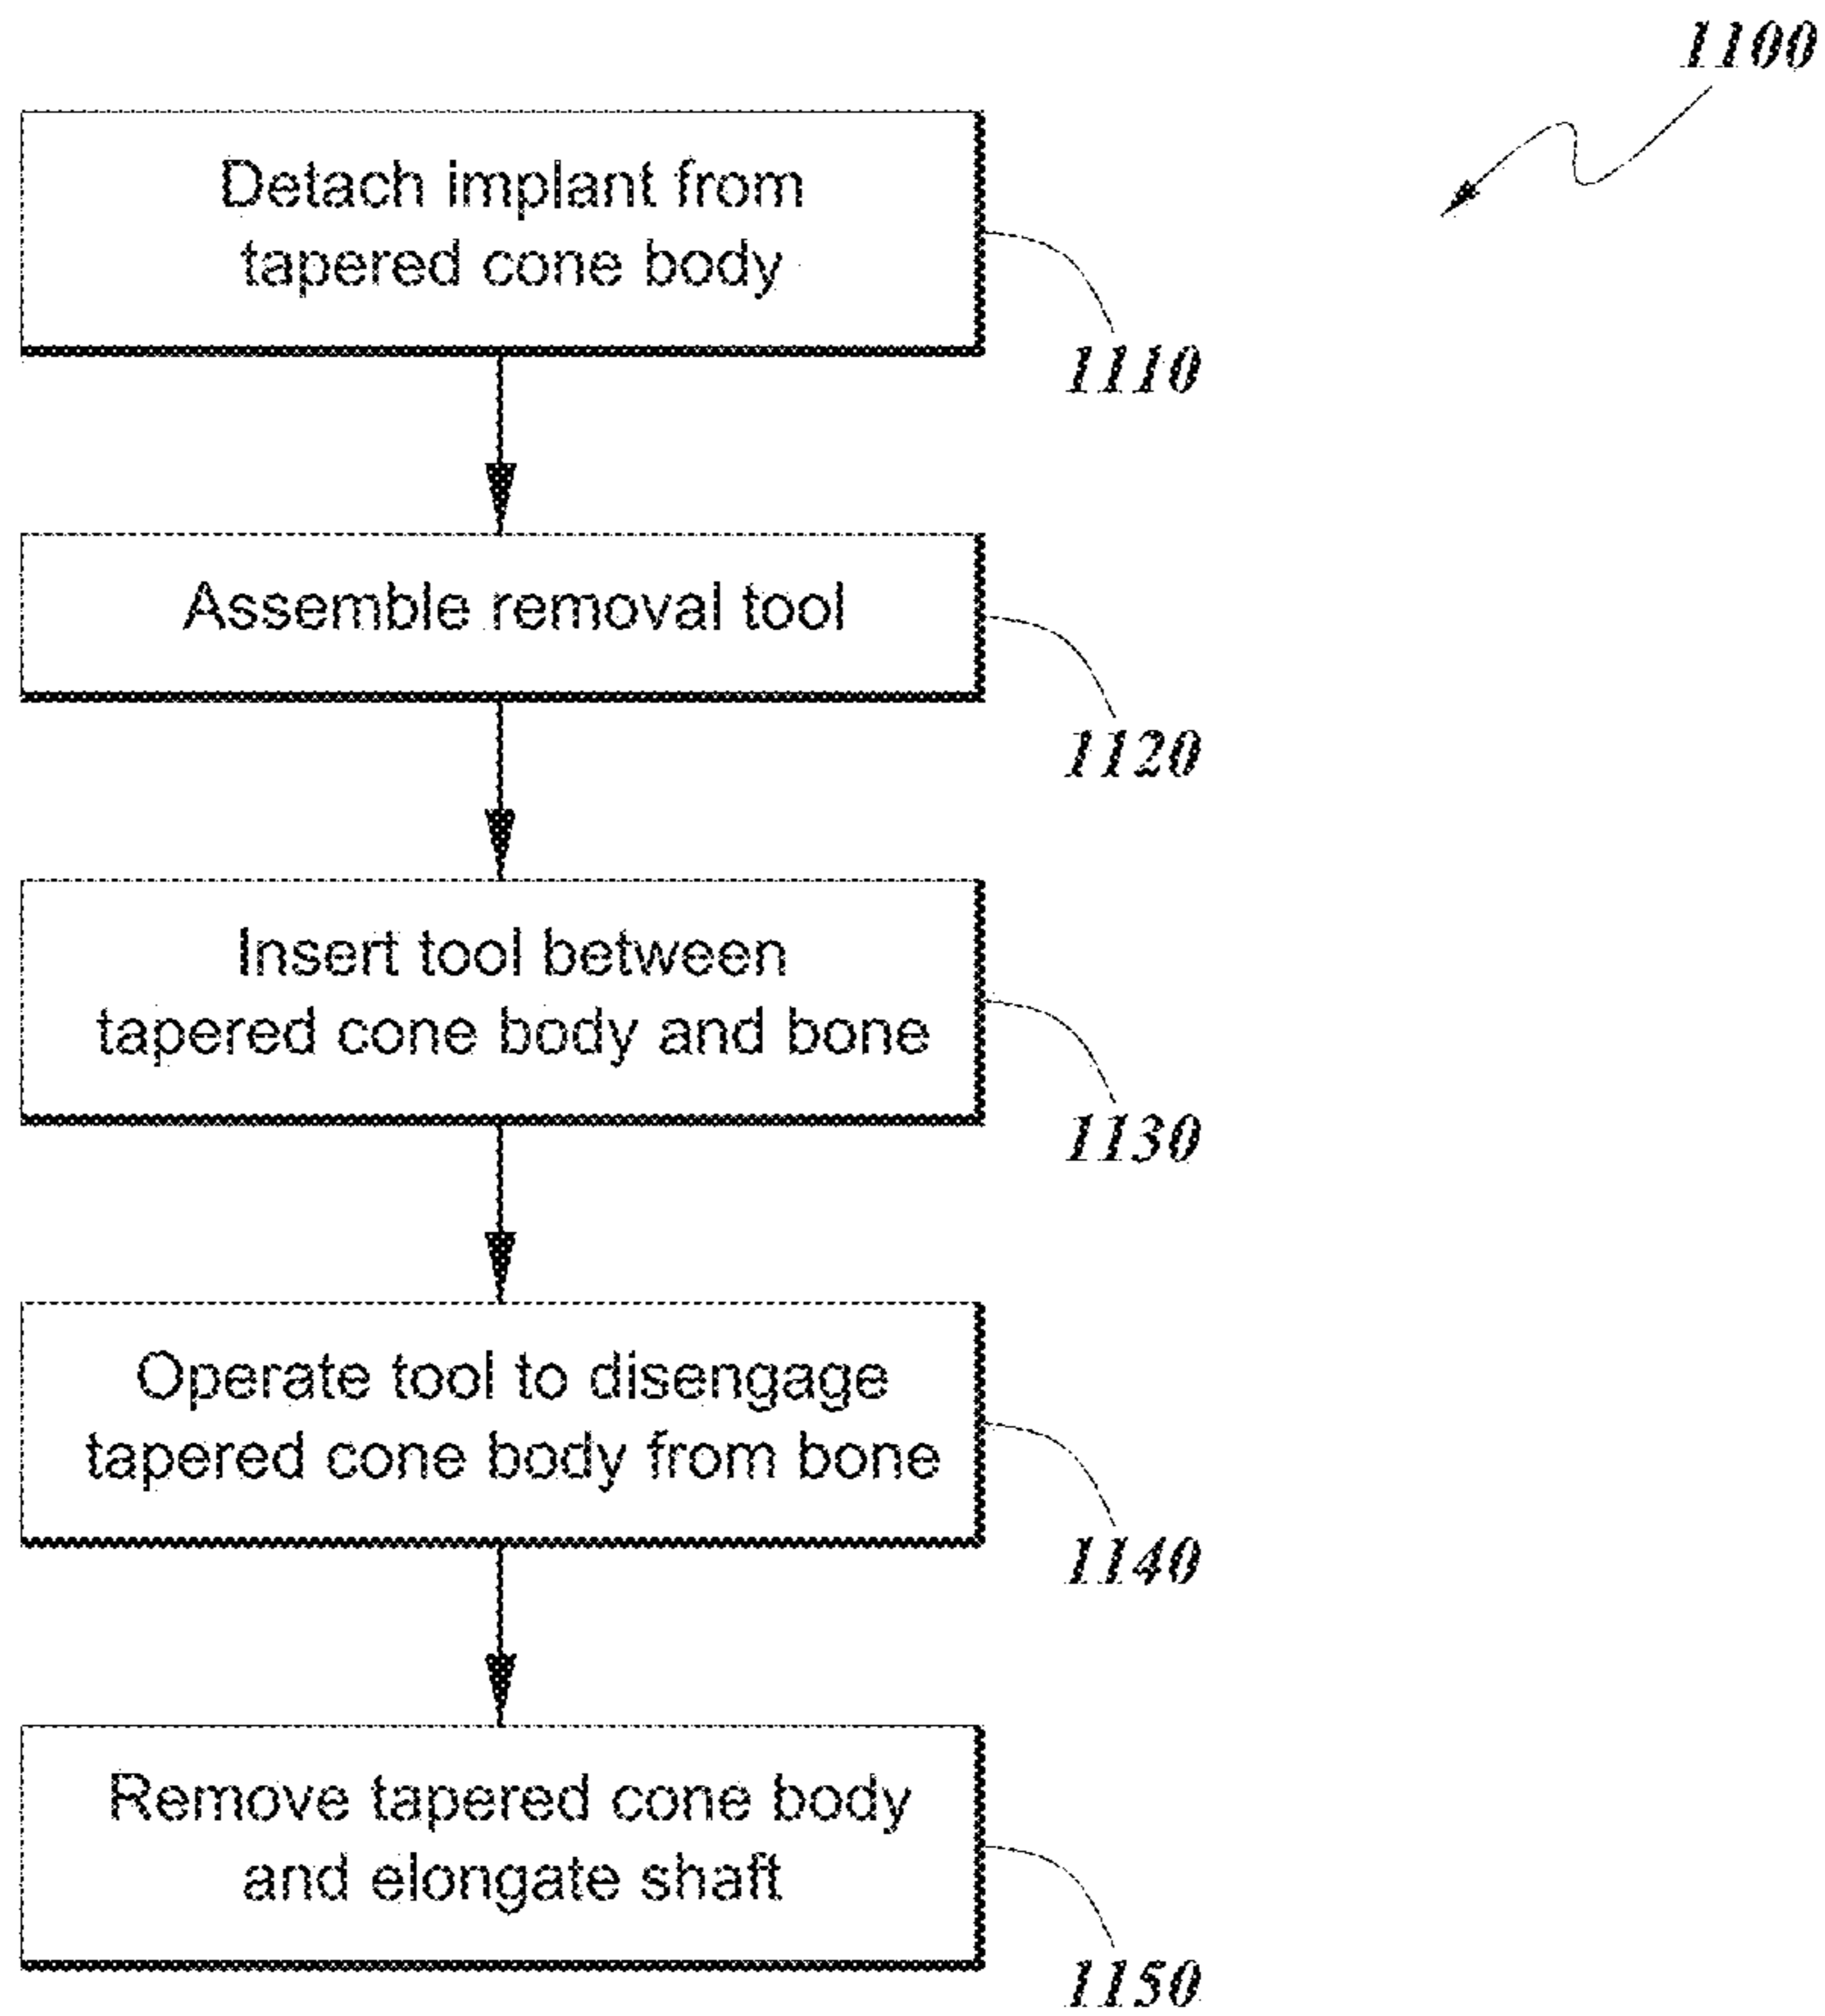 1100
Detach implant from
tapered cone body
1110
Assemble removal tool
1120
Insert tool between
tapered cone body and bone
1130
Operate tool to disengage
tapered cone body from bone
1140
Remove tapered cone body
and elongate shaft
1150